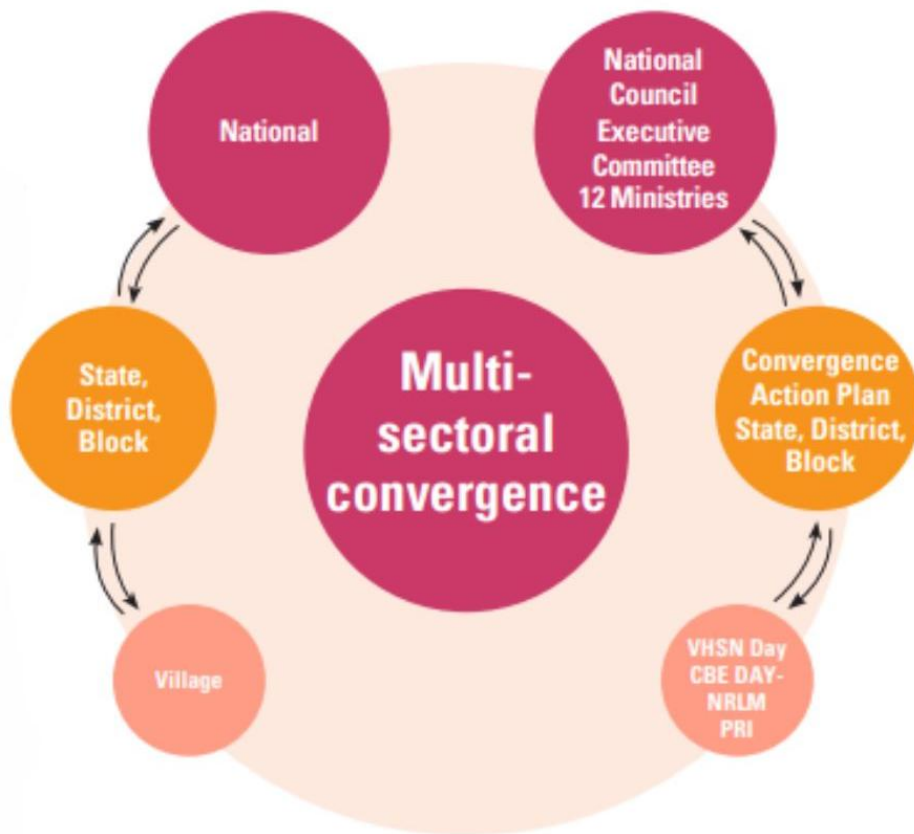 National
National
Council
Executive
Committee
12 Ministries
State,
District,
Block
Multi-
sectoral
convergence
Convergence
Action Plan
State, District,
Block
Village
VHSN Day
CBE DAY-
NRLM
PRI